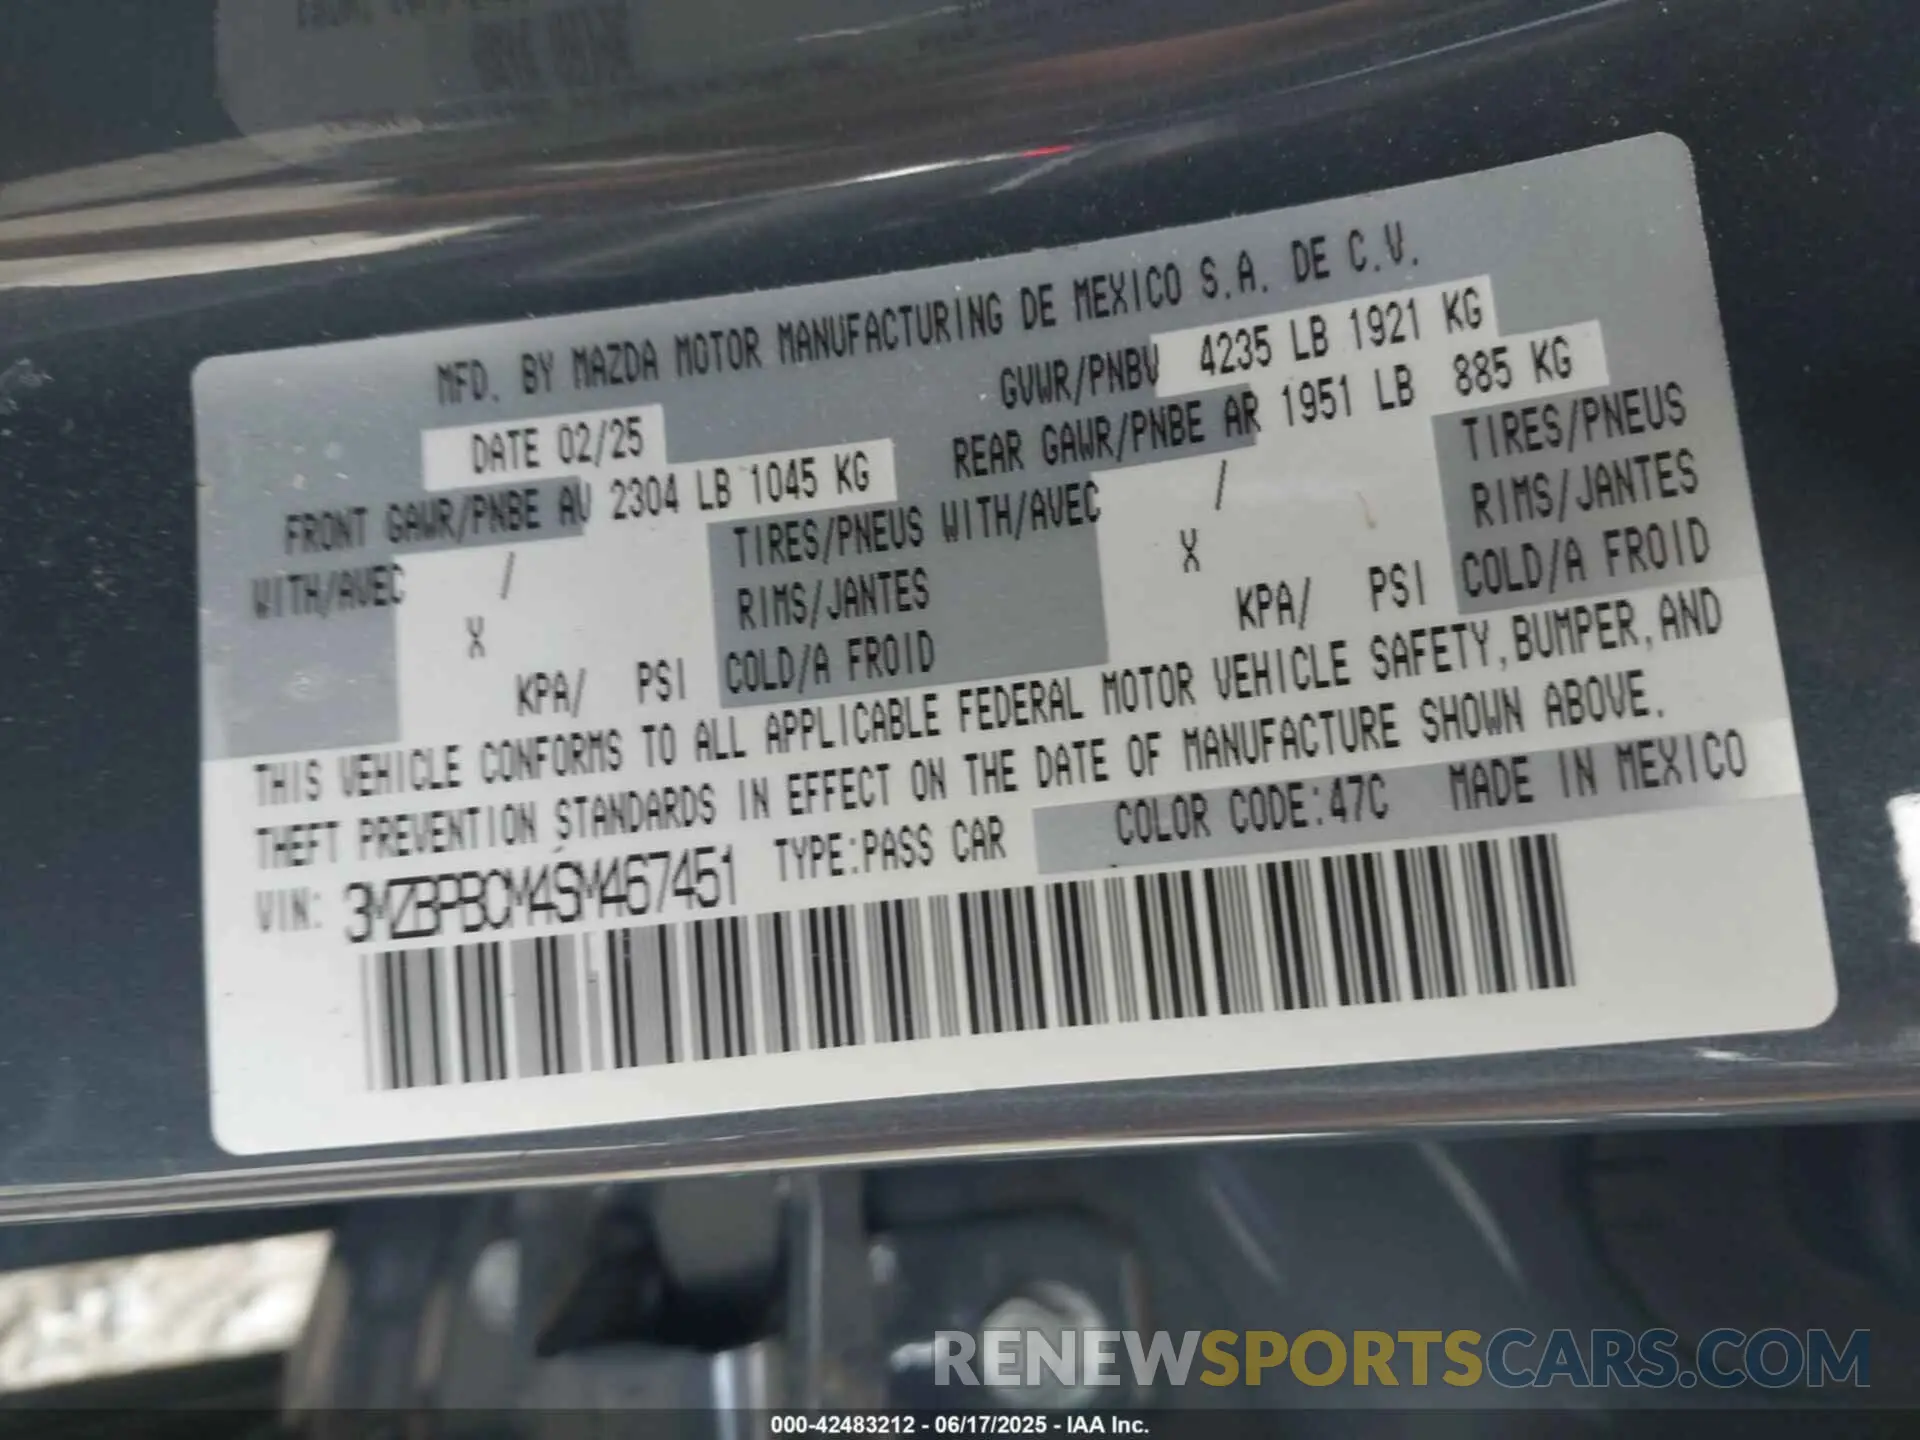 MFD. BY MAZDA MOTOR MANUFACTURING DE MEXICO S.A. DE C.V.
DATE 02/25 GVWR/PNBV 4235 LB 1921 KG
FRONT GAWR/PNBE AV 2304 LB 1045 KG REAR GAWR/PNBE AR 1951 LB 885 KG
WITH/AVEC / TIRES/PNEUS WITH/AVEC / TIRES/PNEUS
X RIMS/JANTES X RIMS/JANTES
KPA/ PSI COLD/A FROID KPA/ PSI COLD/A FROID
THIS VEHICLE CONFORMS TO ALL APPLICABLE FEDERAL MOTOR VEHICLE SAFETY,BUMPER,AND
THEFT PREVENTION STANDARDS IN EFFECT ON THE DATE OF MANUFACTURE SHOWN ABOVE.
VIN: 3MZBPBCM4SM467451 TYPE:PASS CAR COLOR CODE:47C MADE IN MEXICO
RENEWSPORTSCARS.COM
000-42483212 - 06/17/2025 - IAA Inc.